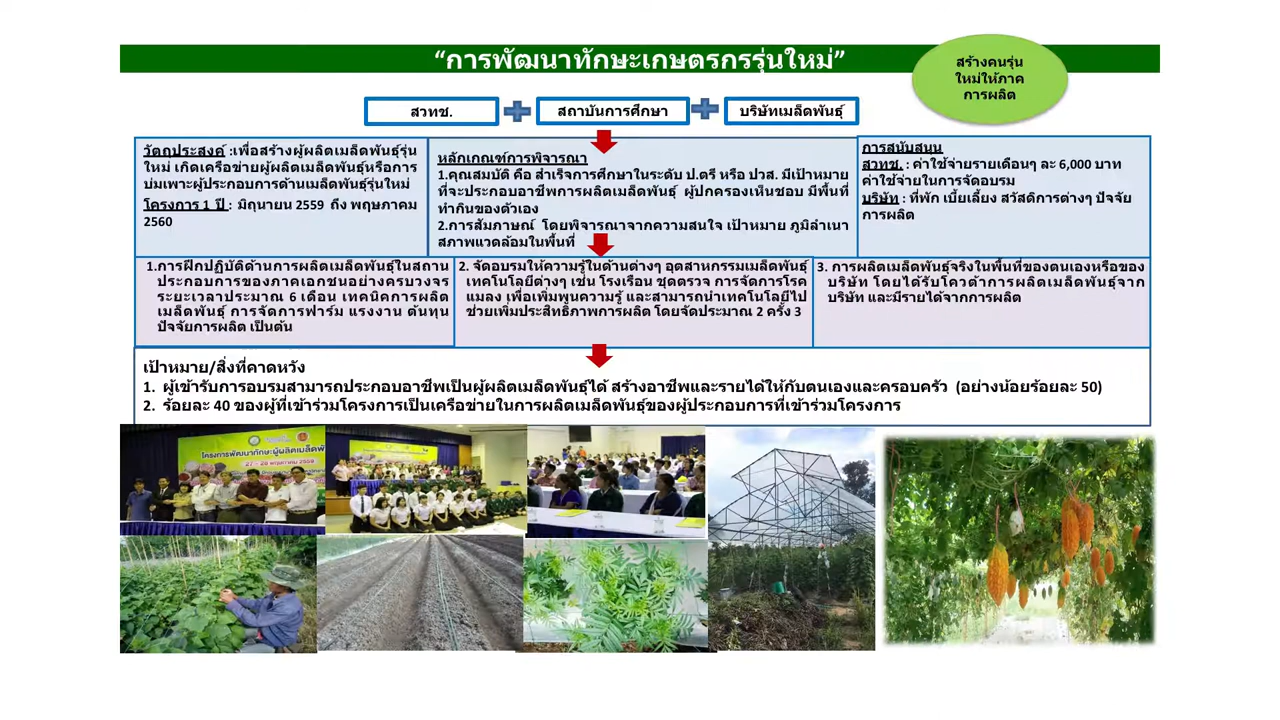 “การพัฒนาทักษะเกษตรกรรุ่นใหม่”
สร้างคนรุ่น
ใหม่ให้ภาค
การผลิต
สวทช.
สถาบันการศึกษา
บริษัทเมล็ดพันธุ์
วัตถุประสงค์ :เพื่อสร้างผู้ผลิตเมล็ดพันธุ์รุ่น
ใหม่ เกิดเครือข่ายผู้ผลิตเมล็ดพันธุ์หรือการ
บ่มเพาะผู้ประกอบการด้านเมล็ดพันธุ์รุ่นใหม่
โครงการ 1 ปี : มิถุนายน 2559 ถึง พฤษภาคม
2560
หลักเกณฑ์การพิจารณา
1.คุณสมบัติ คือ สำเร็จการศึกษาในระดับ ป.ตรี หรือ ปวส. มีเป้าหมาย
ที่จะประกอบอาชีพการผลิตเมล็ดพันธุ์ ผู้ปกครองเห็นชอบ มีพื้นที่
ทำกินของตัวเอง
2.การสัมภาษณ์ โดยพิจารณาจากความสนใจ เป้าหมาย ภูมิลำเนา
สภาพแวดล้อมในพื้นที่
การสนับสนุน
สวทช. : ค่าใช้จ่ายรายเดือนๆ ละ 6,000 บาท
ค่าใช้จ่ายในการจัดอบรม
บริษัท : ที่พัก เบี้ยเลี้ยง สวัสดิการต่างๆ ปัจจัย
การผลิต
1.การฝึกปฏิบัติด้านการผลิตเมล็ดพันธุ์ในสถาน
ประกอบการของภาคเอกชนอย่างครบวงจร
ระยะเวลาประมาณ 6 เดือน เทคนิคการผลิต
เมล็ดพันธุ์ การจัดการฟาร์ม แรงงาน ต้นทุน
ปัจจัยการผลิต เป็นต้น
2. จัดอบรมให้ความรู้ในด้านต่างๆ อุตสาหกรรมเมล็ดพันธุ์
เทคโนโลยีต่างๆ เช่น โรงเรือน ชุดตรวจ การจัดการโรค
แมลง เพื่อเพิ่มพูนความรู้ และสามารถนำเทคโนโลยีไป
ช่วยเพิ่มประสิทธิภาพการผลิต โดยจัดประมาณ 2 ครั้ง 3
3. การผลิตเมล็ดพันธุ์จริงในพื้นที่ของตนเองหรือของ
บริษัท โดยได้รับโควต้าการผลิตเมล็ดพันธุ์จาก
บริษัท และมีรายได้จากการผลิต
เป้าหมาย/สิ่งที่คาดหวัง
1. ผู้เข้ารับการอบรมสามารถประกอบอาชีพเป็นผู้ผลิตเมล็ดพันธุ์ได้ สร้างอาชีพและรายได้ให้กับตนเองและครอบครัว (อย่างน้อยร้อยละ 50)
2. ร้อยละ 40 ของผู้ที่เข้าร่วมโครงการเป็นเครือข่ายในการผลิตเมล็ดพันธุ์ของผู้ประกอบการที่เข้าร่วมโครงการ
โครงการพัฒนาทักษะผู้ผลิตเมล็ดพั